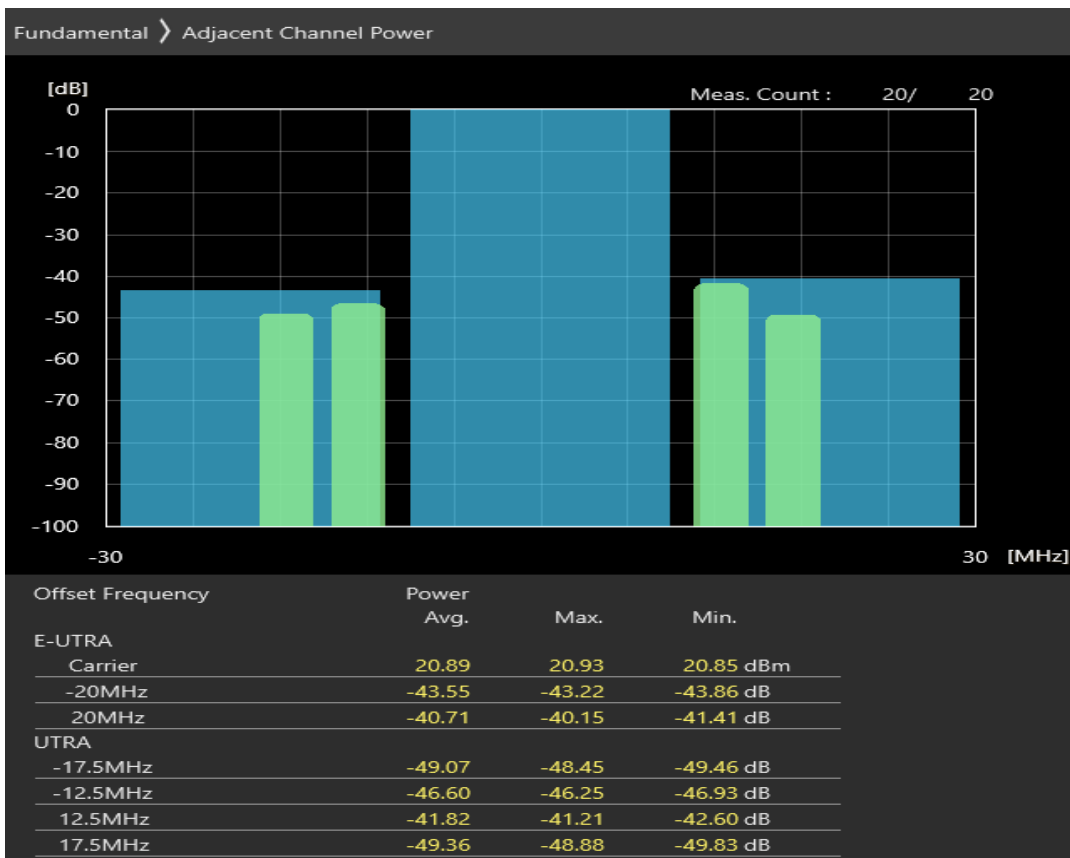 Fundamental 〉 Adjacent Channel Power
[dB]
Meas. Count : 20/ 20
0
-10
-20
-30
-40
-50
-60
-70
-80
-90
-100
-30 30 [MHz]
Offset Frequency Power
Avg. Max. Min.
E-UTRA
Carrier 20.89 20.93 20.85 dBm
-20MHz -43.55 -43.22 -43.86 dB
20MHz -40.71 -40.15 -41.41 dB
UTRA
-17.5MHz -49.07 -48.45 -49.46 dB
-12.5MHz -46.60 -46.25 -46.93 dB
12.5MHz -41.82 -41.21 -42.60 dB
17.5MHz -49.36 -48.88 -49.83 dB